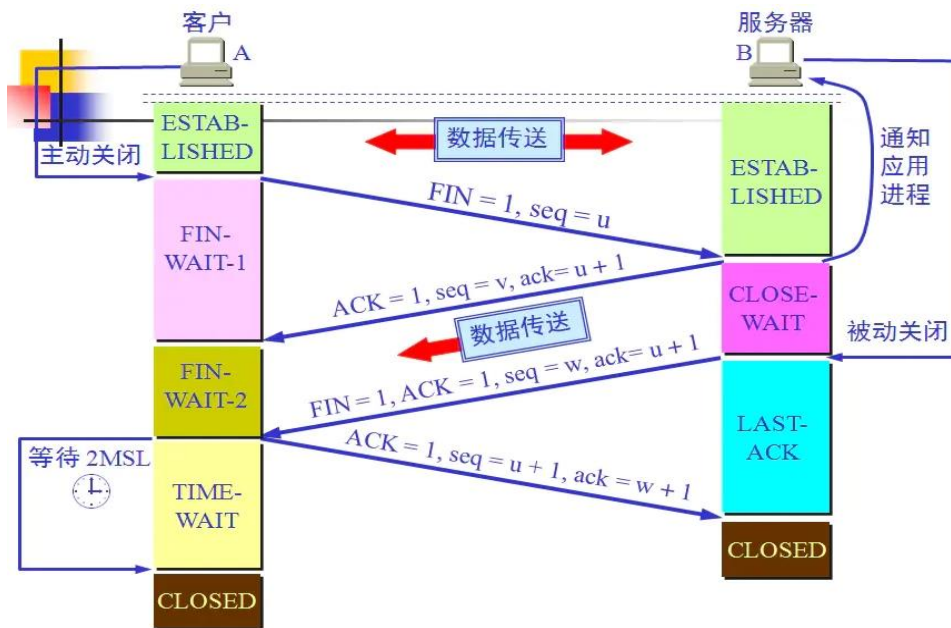 客户
A
服务器
B
ESTAB-
LISHED
数据传送
主动关闭
ESTAB-
LISHED
通知
应用
进程
FIN = 1, seq = u
FIN-
WAIT-1
ACK = 1, seq = v, ack= u + 1
CLOSE-
WAIT
数据传送
被动关闭
FIN-
WAIT-2
FIN = 1, ACK = 1, seq = w, ack= u + 1
LAST-
ACK
ACK = 1, seq = u + 1, ack = w + 1
等待 2MSL
TIME-
WAIT
CLOSED
CLOSED